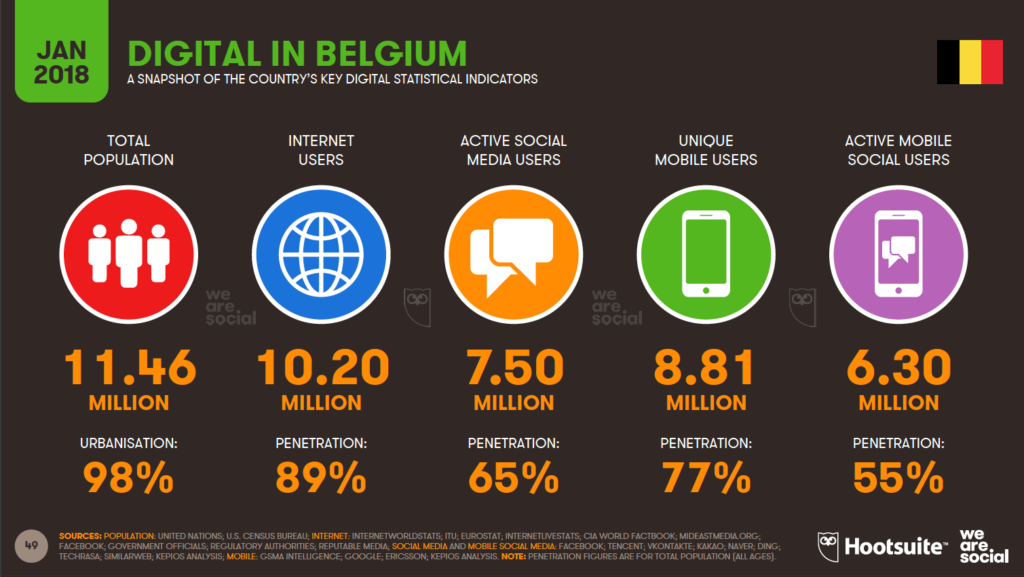 JAN
2018
DIGITAL IN BELGIUM
A SNAPSHOT OF THE COUNTRY'S KEY DIGITAL STATISTICAL INDICATORS
TOTAL
POPULATION
INTERNET
USERS
ACTIVE SOCIAL
MEDIA USERS
UNIQUE
MOBILE USERS
ACTIVE MOBILE
SOCIAL USERS
we
are.
social
we
are.
social
11.46
MILLION
10.20
MILLION
7.50
MILLION
8.81
MILLION
6.30
MILLION
URBANISATION:
98%
PENETRATION:
89%
PENETRATION:
65%
PENETRATION:
77%
PENETRATION:
55%
49
SOURCES: POPULATION: UNITED NATIONS; U.S. CENSUS BUREAU; INTERNET: INTERNETWORLDSTATS; ITU; EUROSTAT; INTERNETLIVESTATS; CIA WORLD FACTBOOK; MIDEASTMEDIA.ORG;
FACEBOOK; GOVERNMENT OFFICIALS; REGULATORY AUTHORITIES; REPUTABLE MEDIA; SOCIAL MEDIA AND MOBILE SOCIAL MEDIA: FACEBOOK; TENCENT; VKONTAKTE; KAKAO; NAVER; DING;
TECHRASA; SIMILARWEB; KEPIOS ANALYSIS; MOBILE: GSMA INTELLIGENCE; GOOGLE; ERICSSON; KEPIOS ANALYSIS. NOTE: PENETRATION FIGURES ARE FOR TOTAL POPULATION (ALL AGES).
Hootsuite™
we
are.
social